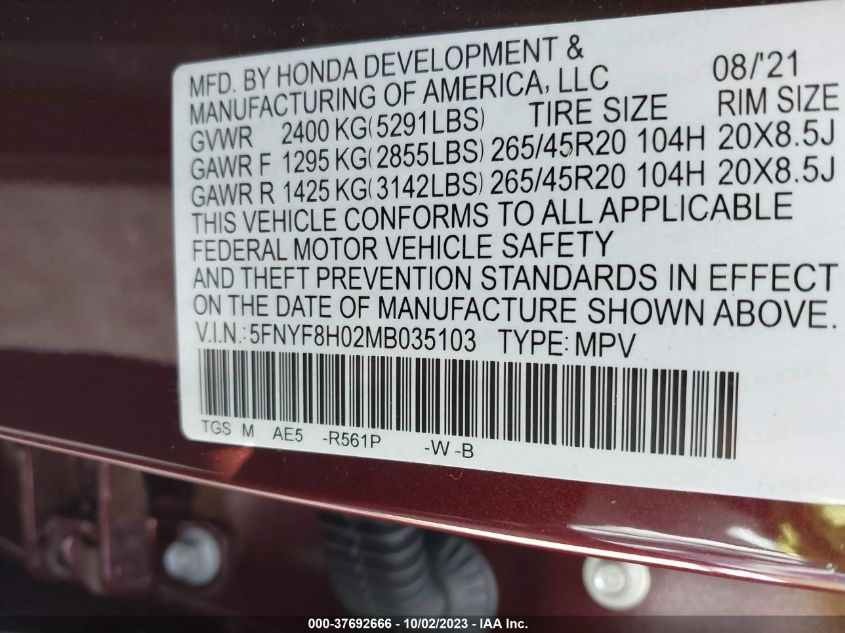 MFD. BY HONDA DEVELOPMENT & 08/'21
MANUFACTURING OF AMERICA, LLC
GVWR 2400 KG(5291LBS) TIRE SIZE RIM SIZE
GAWR F 1295 KG(2855LBS) 265/45R20 104H 20X8.5J
GAWR R 1425 KG(3142LBS) 265/45R20 104H 20X8.5J
THIS VEHICLE CONFORMS TO ALL APPLICABLE
FEDERAL MOTOR VEHICLE SAFETY
AND THEFT PREVENTION STANDARDS IN EFFECT
ON THE DATE OF MANUFACTURE SHOWN ABOVE.
V.I.N.: 5FNYF8H02MB035103 TYPE: MPV
TGS M AE5 -R561P -W -B
000-37692666 - 10/02/2023 - IAA Inc.